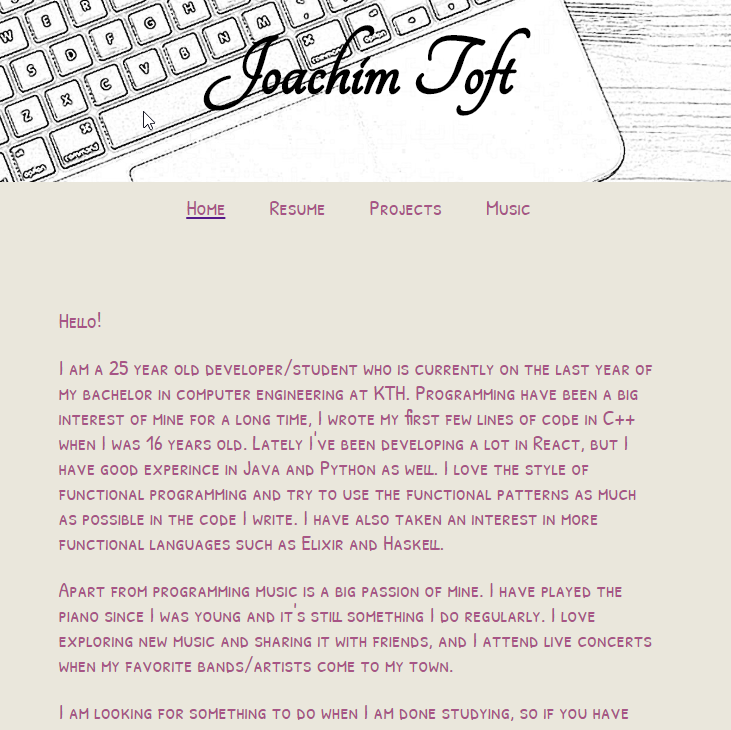 W E R
S D F G H
Z X C V B N M
option command
Joachim Toft
Home Resume Projects Music
Hello!
I am a 25 year old developer/student who is currently on the last year of
my bachelor in computer engineering at KTH. Programming have been a big
interest of mine for a long time, I wrote my first few lines of code in C++
when I was 16 years old. Lately I've been developing a lot in React, but I
have good experince in Java and Python as well. I love the style of
functional programming and try to use the functional patterns as much
as possible in the code I write. I have also taken an interest in more
functional languages such as Elixir and Haskell.
Apart from programming music is a big passion of mine. I have played the
piano since I was young and it's still something I do regularly. I love
exploring new music and sharing it with friends, and I attend live concerts
when my favorite bands/artists come to my town.
I am looking for something to do when I am done studying, so if you have